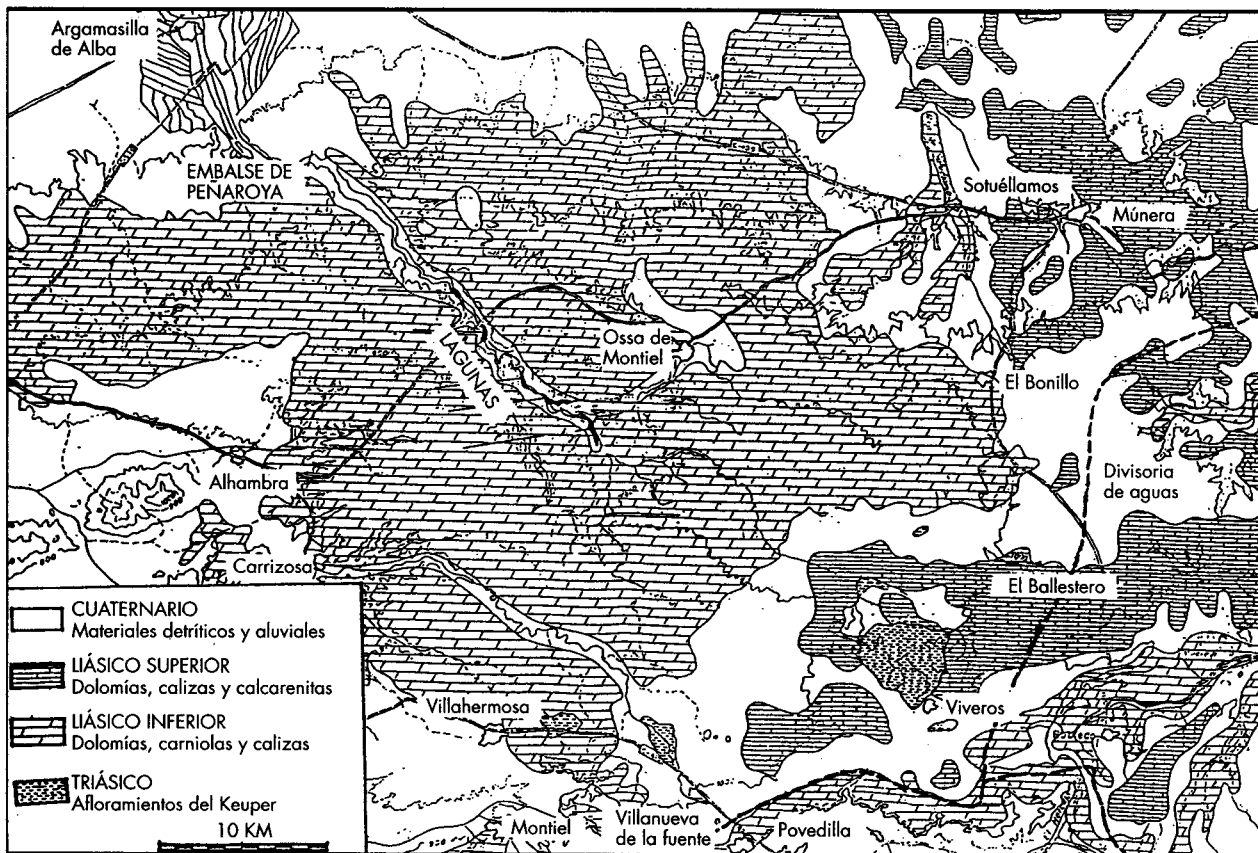 Argamasilla
de Alba
EMBALSE DE
PEÑAROYA
Sotuéllamos
Múnera
LAGUNAS
Ossa de
Montiel
El Bonillo
Alhambra
Divisoria
de aguas
Carrizosa
El Ballestero
CUATERNARIO
Materiales detríticos y aluviales
LIÁSICO SUPERIOR
Dolomías, calizas y calcarenitas
LIÁSICO INFERIOR
Dolomías, carniolas y calizas
TRIÁSICO
Afloramientos del Keuper
10 KM
Villahermosa
Viveros
Montiel
Villanueva
de la fuente
Povedilla